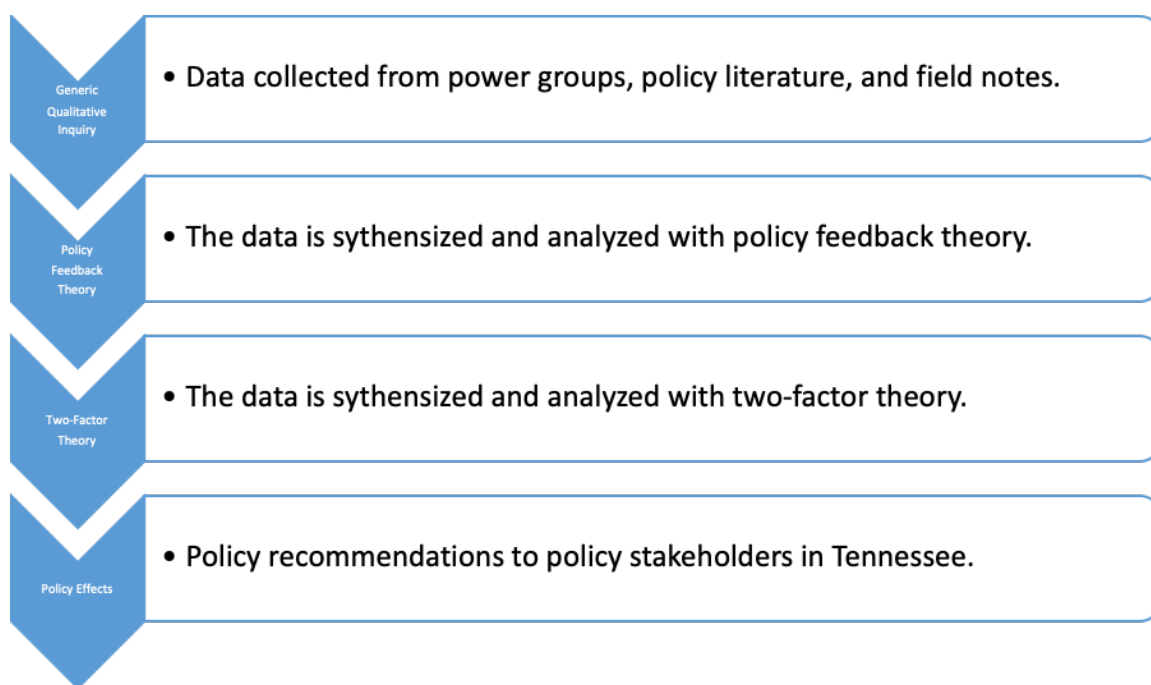 Generic
Qualitative
Inquiry
• Data collected from power groups, policy literature, and field notes.
Policy
Feedback
Theory
• The data is sythensized and analyzed with policy feedback theory.
Two-Factor
Theory
• The data is sythensized and analyzed with two-factor theory.
Policy Effects
• Policy recommendations to policy stakeholders in Tennessee.